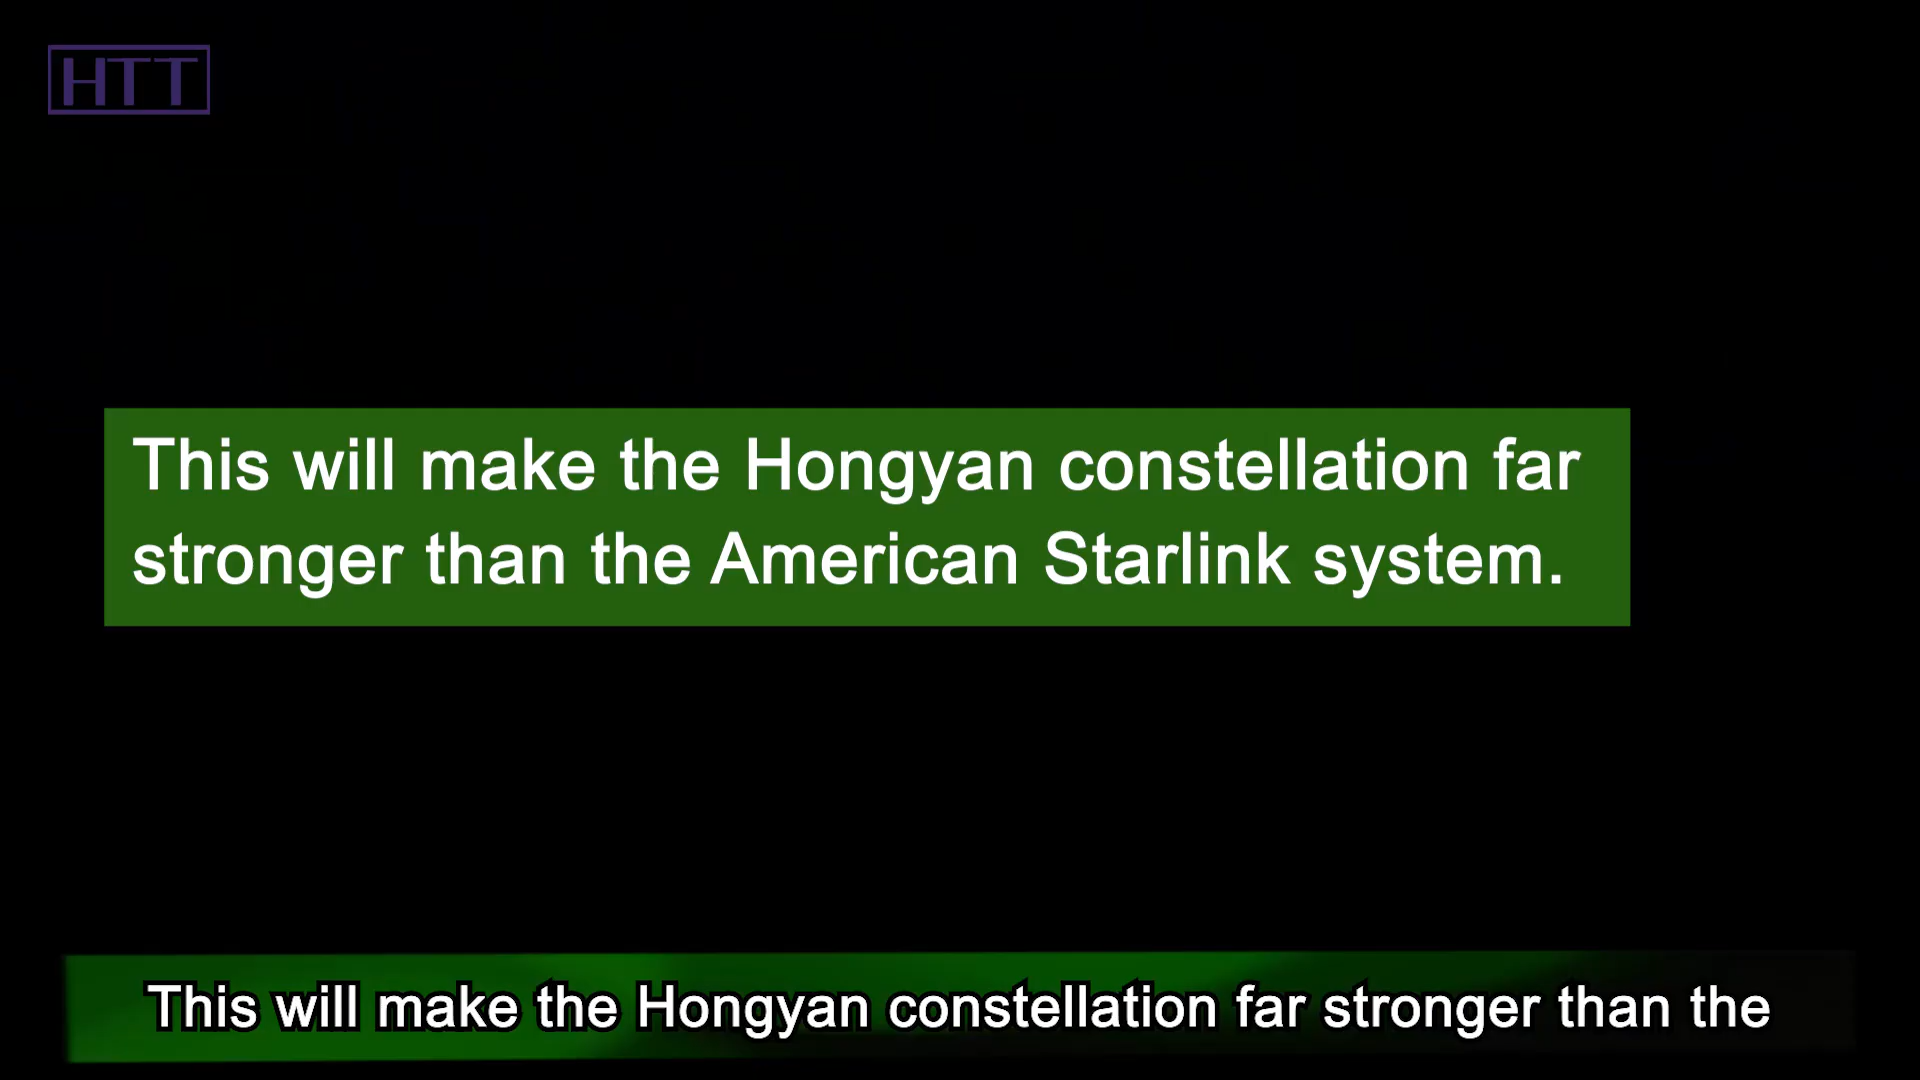 HTT
This will make the Hongyan constellation far
stronger than the American Starlink system.
This will make the Hongyan constellation far stronger than the